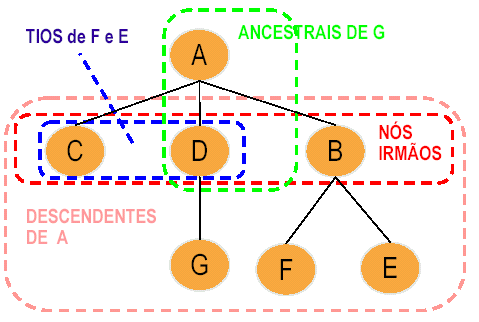 TIOS de F e E
ANCESTRAIS DE G
A
C
D
B
NÓS
IRMÃOS
DESCENDENTES
DE A
G
F
E